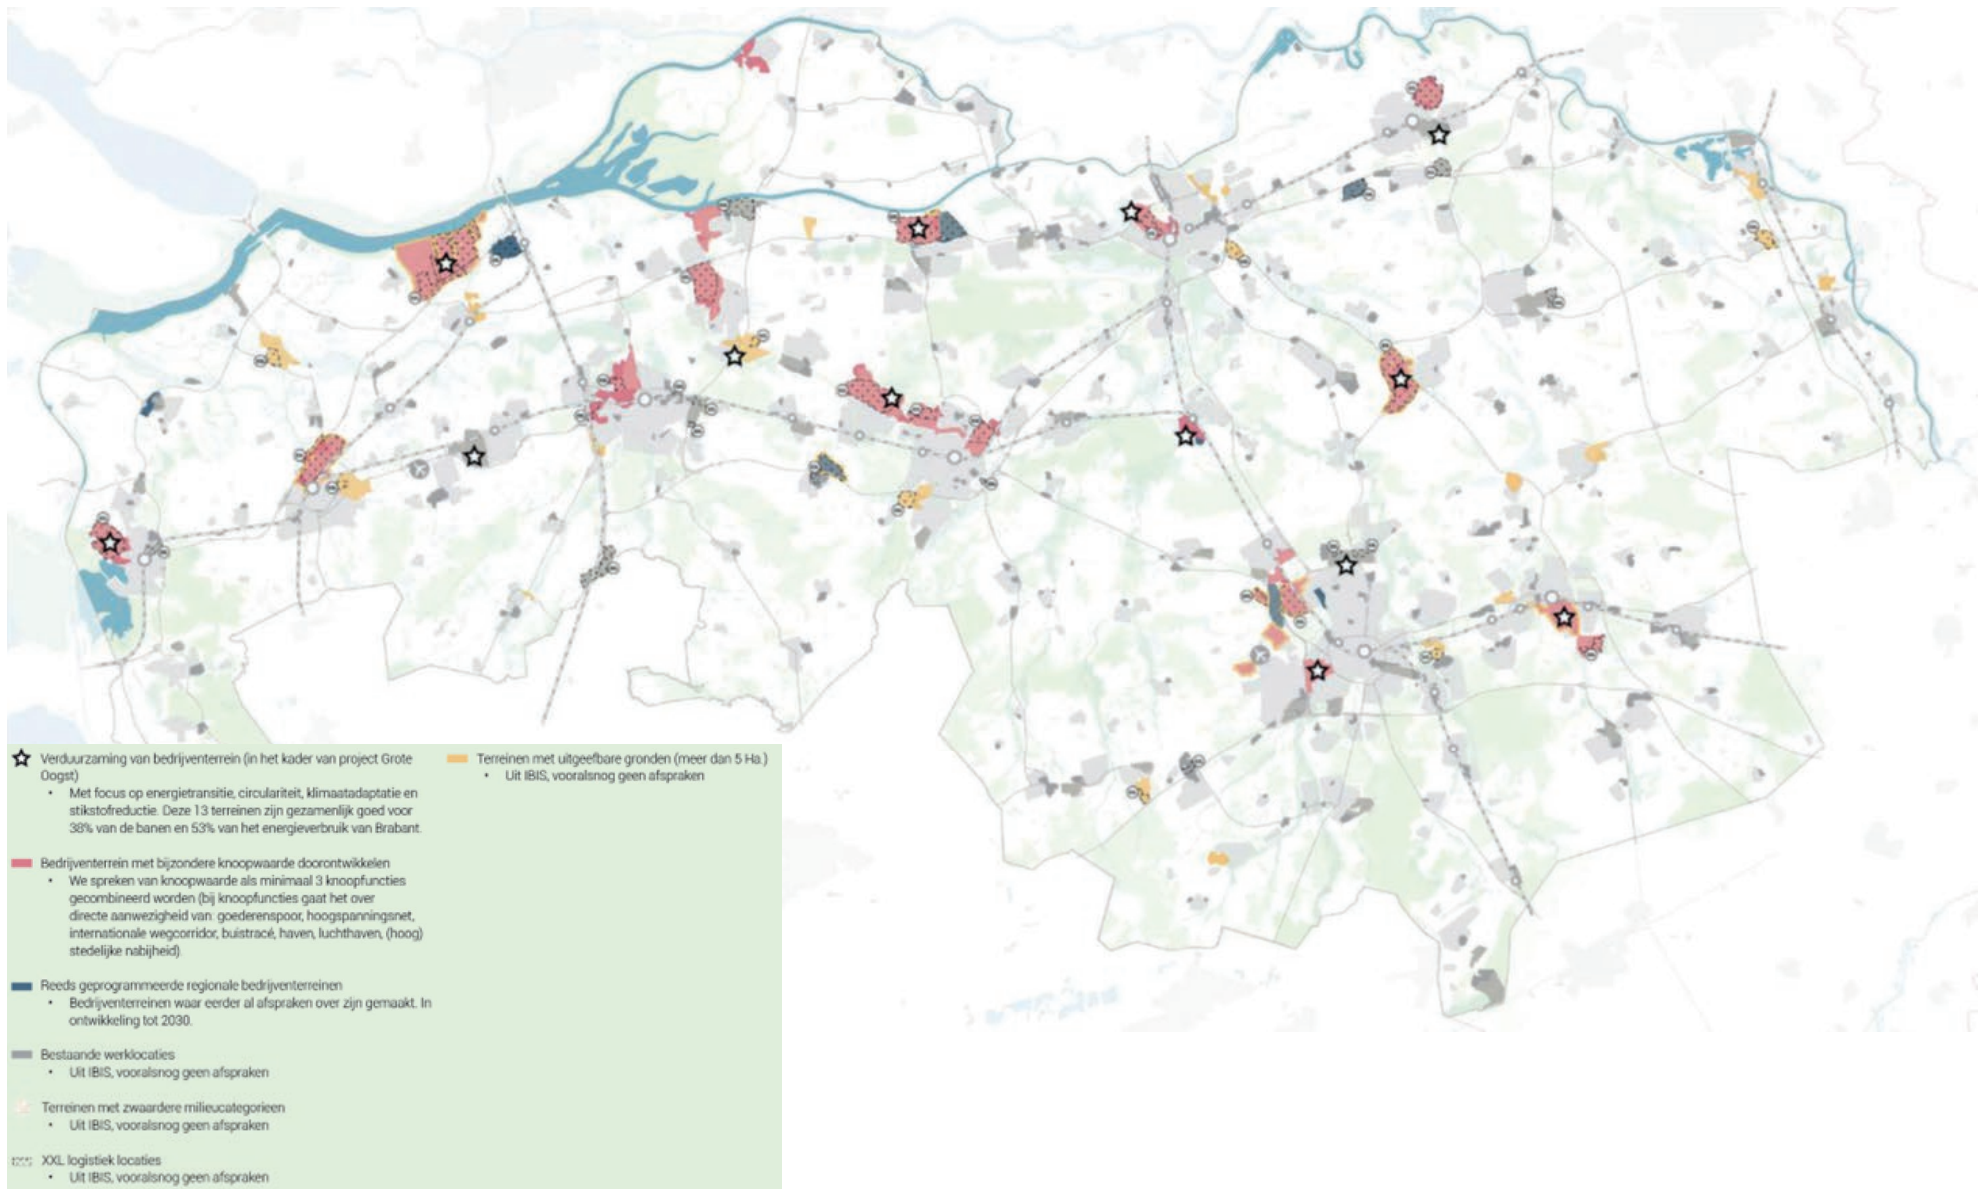 Verduurzaming van bedrijventerrein (in het kader van project Grote
Oogst)
• Met focus op energietransitie, circulariteit, klimaatadaptatie en
stikstofreductie. Deze 13 terreinen zijn gezamenlijk goed voor
38% van de banen en 53% van het energieverbruik van Brabant.
Bedrijventerrein met bijzondere knoopwaarde doorontwikkelen
• We spreken van knoopwaarde als minimaal 3 knoopfuncties
gecombineerd worden (bij knoopfuncties gaat het over
directe aanwezigheid van: goederenspoor, hoogspanningsnet,
internationale wegcorridor, buistracé, haven, luchthaven, (hoog)
stedelijke nabijheid).
Reeds geprogrammeerde regionale bedrijventerreinen
• Bedrijventerreinen waar eerder al afspraken over zijn gemaakt. In
ontwikkeling tot 2030.
Bestaande werklocaties
• Uit IBIS, vooralsnog geen afspraken
Terreinen met zwaardere milieucategorieen
• Uit IBIS, vooralsnog geen afspraken
XXL logistiek locaties
• Uit IBIS, vooralsnog geen afspraken
Terreinen met uitgeefbare gronden (meer dan 5 Ha.)
• Uit IBIS, vooralsnog geen afspraken